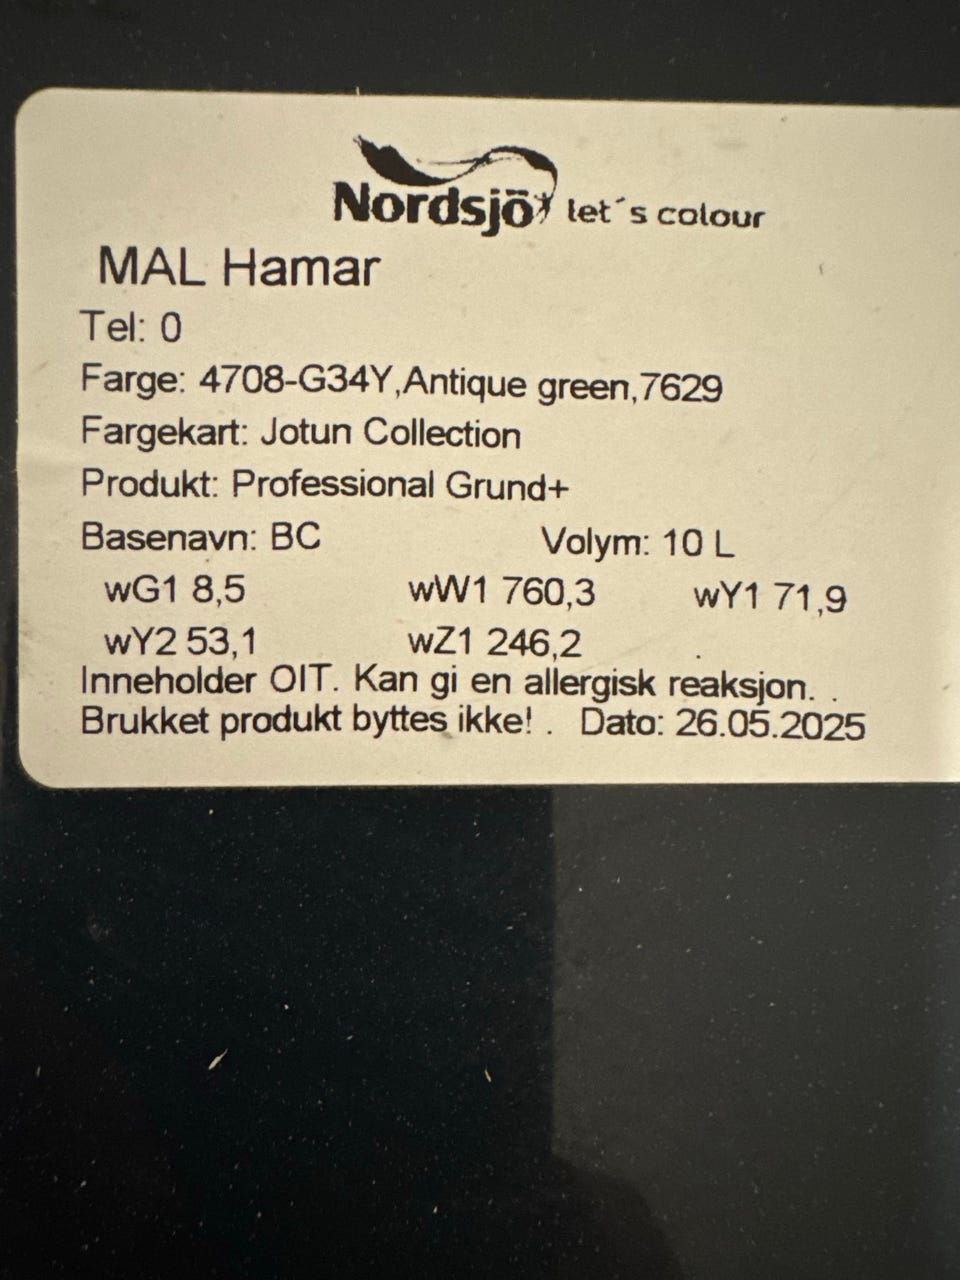 Nordsjö let´s colour
MAL Hamar
Tel: 0
Farge: 4708-G34Y,Antique green,7629
Fargekart: Jotun Collection
Produkt: Professional Grund+
Basenavn: BC Volym: 10 L
wG1 8,5 wW1 760,3 wY1 71,9
wY2 53,1 wZ1 246,2
Inneholder OIT. Kan gi en allergisk reaksjon. .
Brukket produkt byttes ikke! . Dato: 26.05.2025